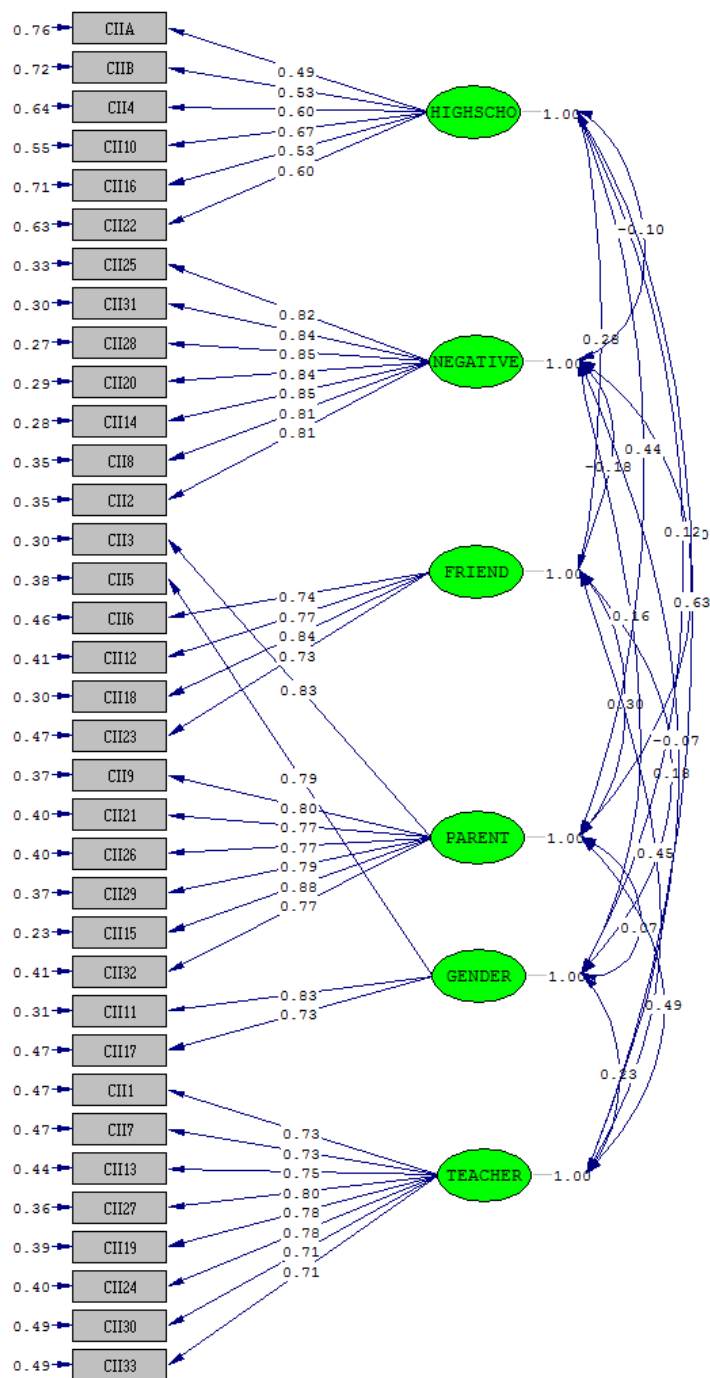 0.76 CIIA
0.72 CIIB
0.49
0.64 CII4
0.53
0.60 HIGHSCHO 1.00
0.55 CII10
0.67
0.53
0.71 CII16
0.60
0.63 CII22
-0.10
0.33 CII25
0.30 CII31
0.82
0.84
0.27 CII28
0.28
0.85 NEGATIVE 1.00
0.29 CII20
0.84
0.85
0.28 CII14
0.81
0.81
0.35 CII8
0.44
-0.18
0.35 CII2
0.30 CII3
0.12
0.38 CII5
FRIEND 1.00
0.74
0.46 CII6
0.63
0.77
0.16
0.84
0.41 CII12
0.73
0.30 CII18
0.83
0.30
0.47 CII23
-0.07
0.37 CII9
0.79
0.18
0.80
0.40 CII21
0.77
PARENT 1.00
0.40 CII26
0.77
0.45
0.79
0.37 CII29
0.88
0.77
0.23 CII15
0.07
0.41 CII32
GENDER 1.00
0.83
0.49
0.31 CII11
0.73
0.47 CII17
0.23
0.47 CII1
0.47 CII7
0.73
0.73
0.44 CII13
0.75
TEACHER 1.00
0.80
0.36 CII27
0.78
0.78
0.39 CII19
0.71
0.71
0.40 CII24
0.49 CII30
0.49 CII33